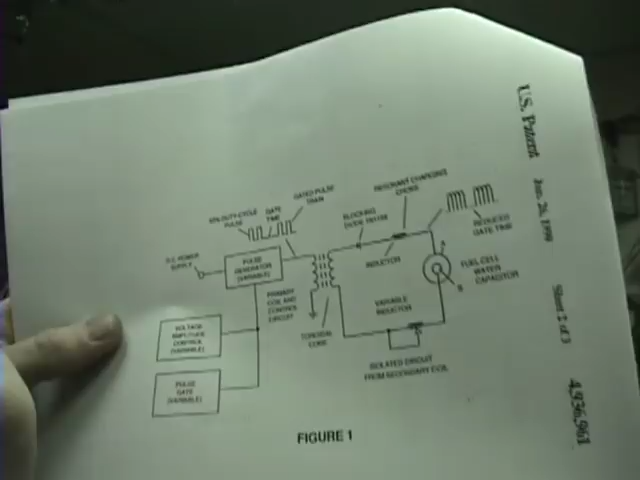 U.S. Patent
Jun. 26, 1990
Sheet 2 of 3
4,936,961
50% DUTY-CYCLE
PULSE
GATE
TIME
GATED PULSE
TRAIN
RESONANT CHARGING
CHOKE
BLOCKING
REDUCED
GATE TIME
D.C. POWER
SUPPLY
PULSE
GENERATOR
(VARIABLE)
INDUCTOR
A
FUEL CELL
WATER
CAPACITOR
B
PRIMARY
COIL AND
CONTROL
CIRCUIT
VARIABLE
INDUCTOR
TOROIDAL
CORE
VOLTAGE
AMPLITUDE
CONTROL
(VARIABLE)
ISOLATED CIRCUIT
FROM SECONDARY COIL
PULSE
GATE
(VARIABLE)
FIGURE 1